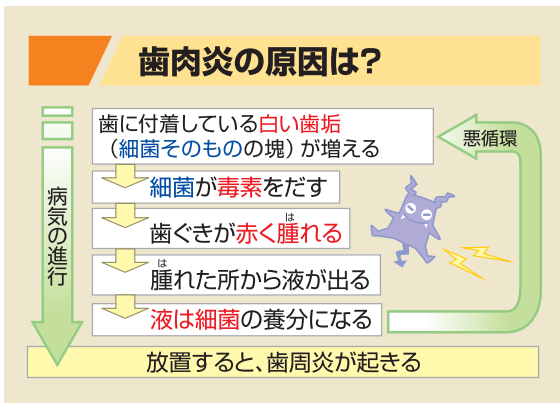 歯肉炎の原因は?
歯に付着している白い歯垢
（細菌そのものの塊）が増える
悪循環
細菌が毒素をだす
歯ぐきが赤く腫れる
は
腫れた所から液が出る
は
液は細菌の養分になる
病気の進行
放置すると、歯周炎が起きる